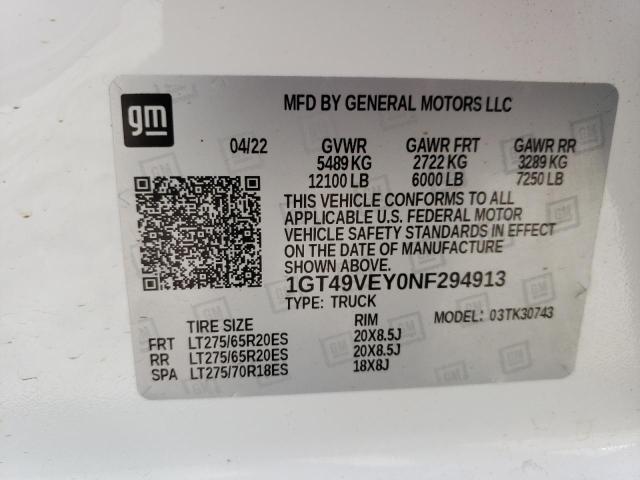 gm
MFD BY GENERAL MOTORS LLC
04/22 GVWR GAWR FRT GAWR RR
5489 KG 2722 KG 3289 KG
12100 LB 6000 LB 7250 LB
THIS VEHICLE CONFORMS TO ALL
APPLICABLE U.S. FEDERAL MOTOR
VEHICLE SAFETY STANDARDS IN EFFECT
ON THE DATE OF MANUFACTURE
SHOWN ABOVE
1GT49VEY0NF294913
TYPE: TRUCK MODEL: 03TK30743
TIRE SIZE RIM
FRT LT275/65R20ES 20X8.5J
RR LT275/65R20ES 20X8.5J
SPA LT275/70R18ES 18X8J